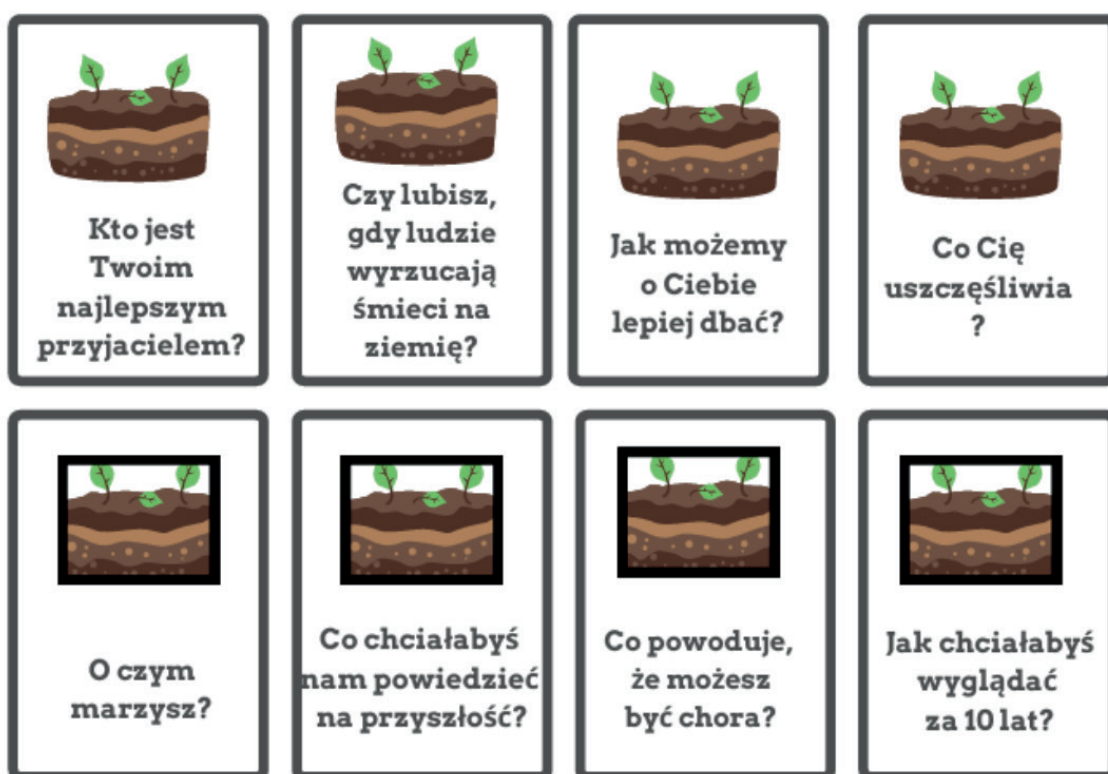 Kto jest
Twoim
najlepszym
przyjacielem?
Czy lubisz,
gdy ludzie
wyrzucają
śmieci na
ziemię?
Jak możemy
o Ciebie
lepiej dbać?
Co Cię
uszczęśliwia
?
O czym
marzysz?
Co chciałabyś
nam powiedzieć
na przyszłość?
Co powoduje,
że możesz
być chora?
Jak chciałabyś
wyglądać
za 10 lat?